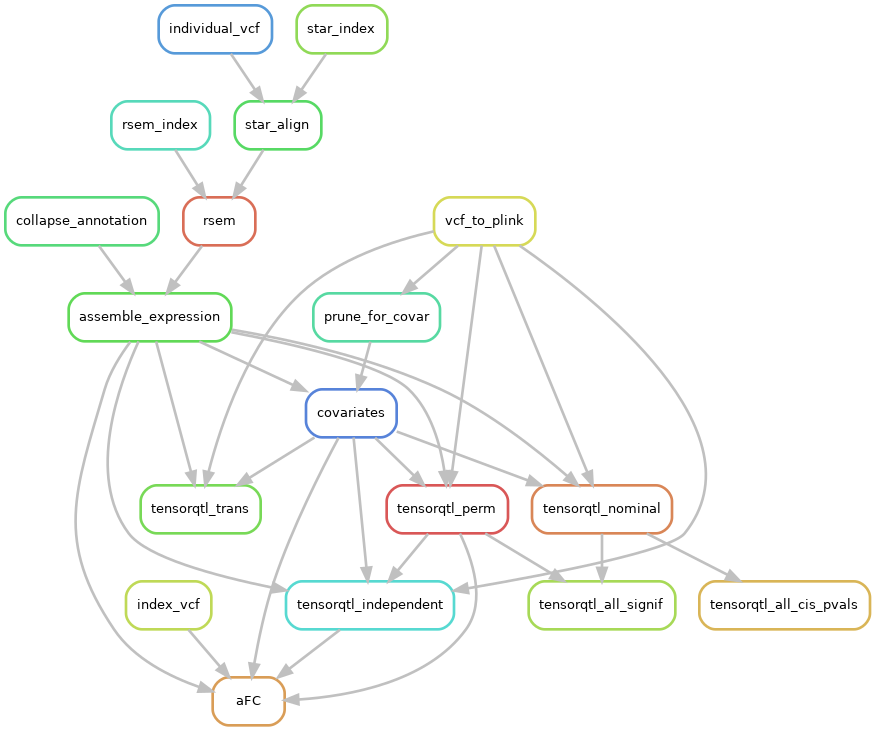 individual_vcf
star_index
rsem_index
star_align
collapse_annotation
rsem
vcf_to_plink
assemble_expression
prune_for_covar
covariates
tensorqtl_trans
tensorqtl_perm
tensorqtl_nominal
index_vcf
tensorqtl_independent
tensorqtl_all_signif
tensorqtl_all_cis_pvals
aFC